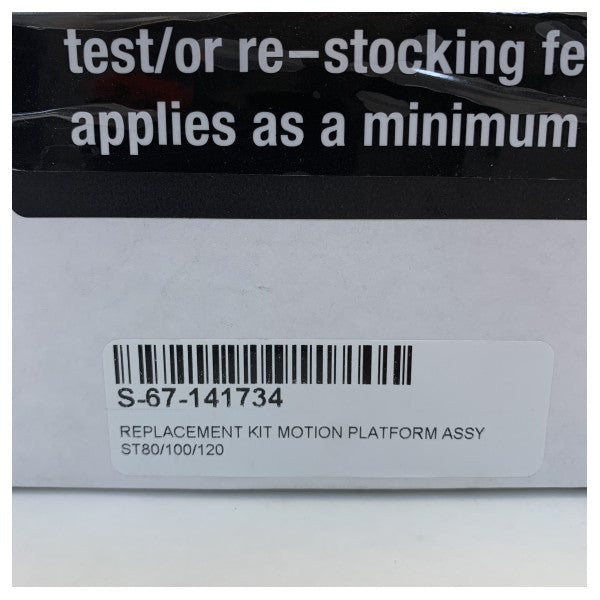 test/or re-stocking fe
applies as a minimum
S-67-141734
REPLACEMENT KIT MOTION PLATFORM ASSY
ST80/100/120